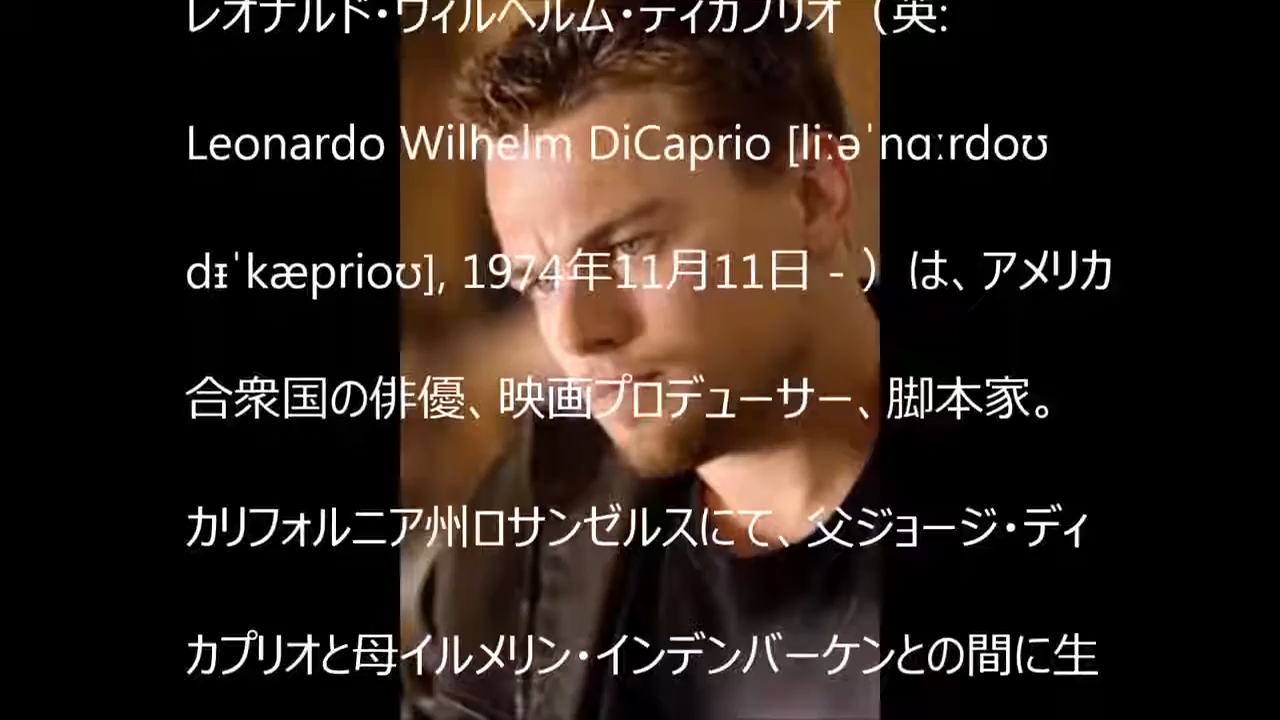 レオナルド・ウィルヘルム・ディカプリオ（英:
Leonardo Wilhelm DiCaprio [liːəˈnɑːrdoʊ
dɪˈkæprioʊ], 1974年11月11日 - ）は、アメリカ
合衆国の俳優、映画プロデューサー、脚本家。
カリフォルニア州ロサンゼルスにて、父ジョージ・ディ
カプリオと母イルメリン・インデンバーケンとの間に生